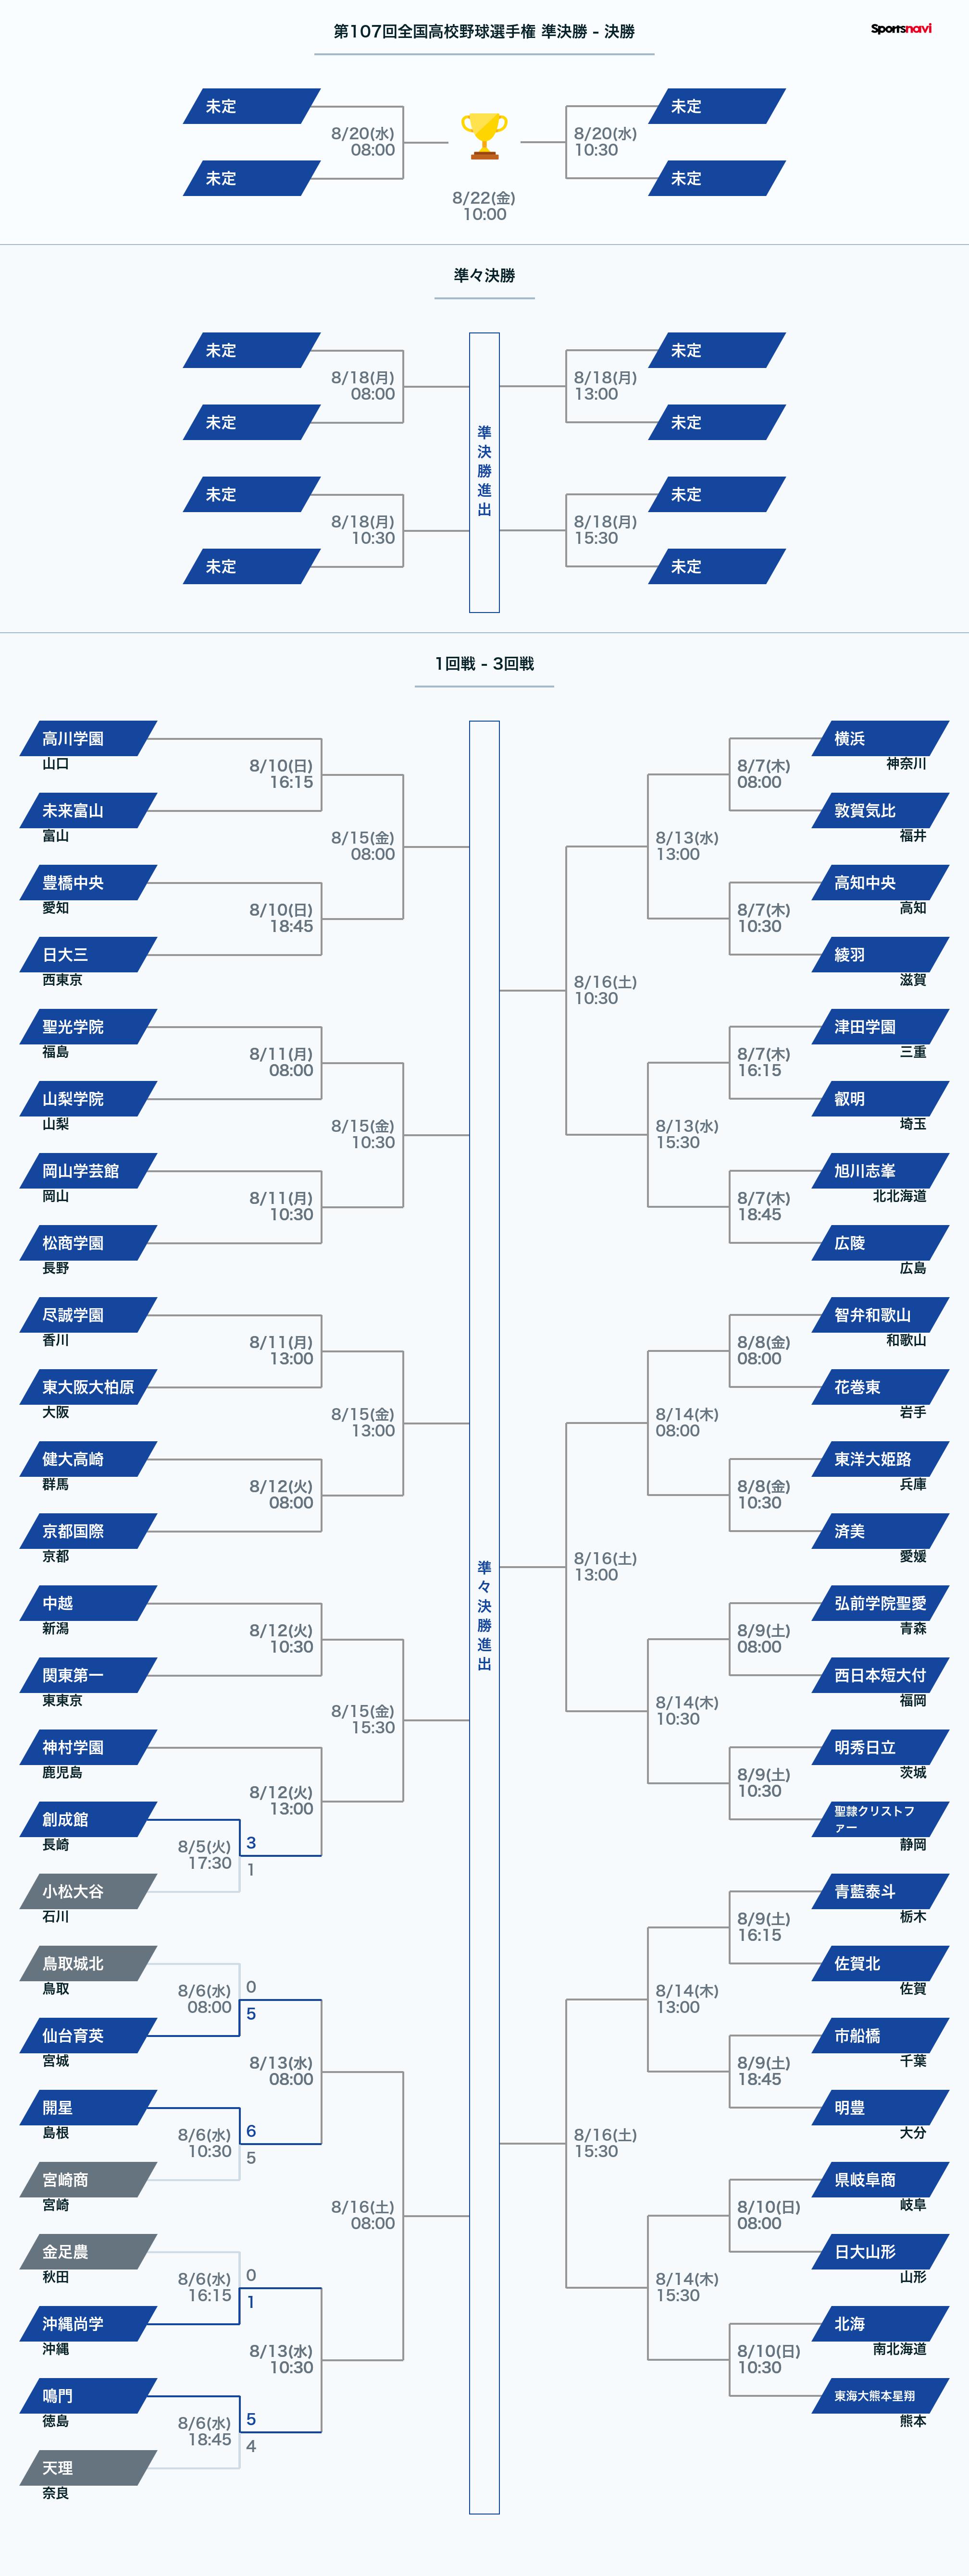 第107回全国高校野球選手権 準決勝 - 決勝
Sportsnavi
未定
8/20(水)
08:00
未定
未定
8/20(水)
10:30
未定
8/22(金)
10:00
準々決勝
未定
8/18(月)
08:00
未定
未定
8/18(月)
10:30
未定
準決勝進出
未定
8/18(月)
13:00
未定
未定
8/18(月)
15:30
未定
1回戦 - 3回戦
高川学園
山口
8/10(日)
16:15
未来富山
富山
8/15(金)
08:00
豊橋中央
愛知
8/10(日)
18:45
日大三
西東京
聖光学院
福島
8/11(月)
08:00
山梨学院
山梨
8/15(金)
10:30
岡山学芸館
岡山
8/11(月)
10:30
松商学園
長野
尽誠学園
香川
8/11(月)
13:00
東大阪大柏原
大阪
8/15(金)
13:00
健大高崎
群馬
8/12(火)
08:00
京都国際
京都
中越
新潟
8/12(火)
10:30
関東第一
東東京
8/15(金)
15:30
神村学園
鹿児島
8/12(火)
13:00
創成館
長崎
8/5(火)
17:30
3
1
小松大谷
石川
鳥取城北
鳥取
8/6(水)
08:00
0
5
仙台育英
宮城
8/13(水)
08:00
開星
島根
8/6(水)
10:30
6
5
宮崎商
宮崎
8/16(土)
08:00
金足農
秋田
8/6(水)
16:15
0
1
沖縄尚学
沖縄
8/13(水)
10:30
鳴門
徳島
8/6(水)
18:45
5
4
天理
奈良
準々決勝進出
横浜
神奈川
8/7(木)
08:00
敦賀気比
福井
8/13(水)
13:00
高知中央
高知
8/7(木)
10:30
綾羽
滋賀
8/16(土)
10:30
津田学園
三重
8/7(木)
16:15
叡明
埼玉
8/13(水)
15:30
旭川志峯
北北海道
8/7(木)
18:45
広陵
広島
智弁和歌山
和歌山
8/8(金)
08:00
花巻東
岩手
8/14(木)
08:00
東洋大姫路
兵庫
8/8(金)
10:30
済美
愛媛
8/16(土)
13:00
弘前学院聖愛
青森
8/9(土)
08:00
西日本短大付
福岡
8/14(木)
10:30
明秀日立
茨城
8/9(土)
10:30
聖隷クリストフ
ァー
静岡
青藍泰斗
栃木
8/9(土)
16:15
佐賀北
佐賀
8/14(木)
13:00
市船橋
千葉
8/9(土)
18:45
明豊
大分
8/16(土)
15:30
県岐阜商
岐阜
8/10(日)
08:00
日大山形
山形
8/14(木)
15:30
北海
南北海道
8/10(日)
10:30
東海大熊本星翔
熊本